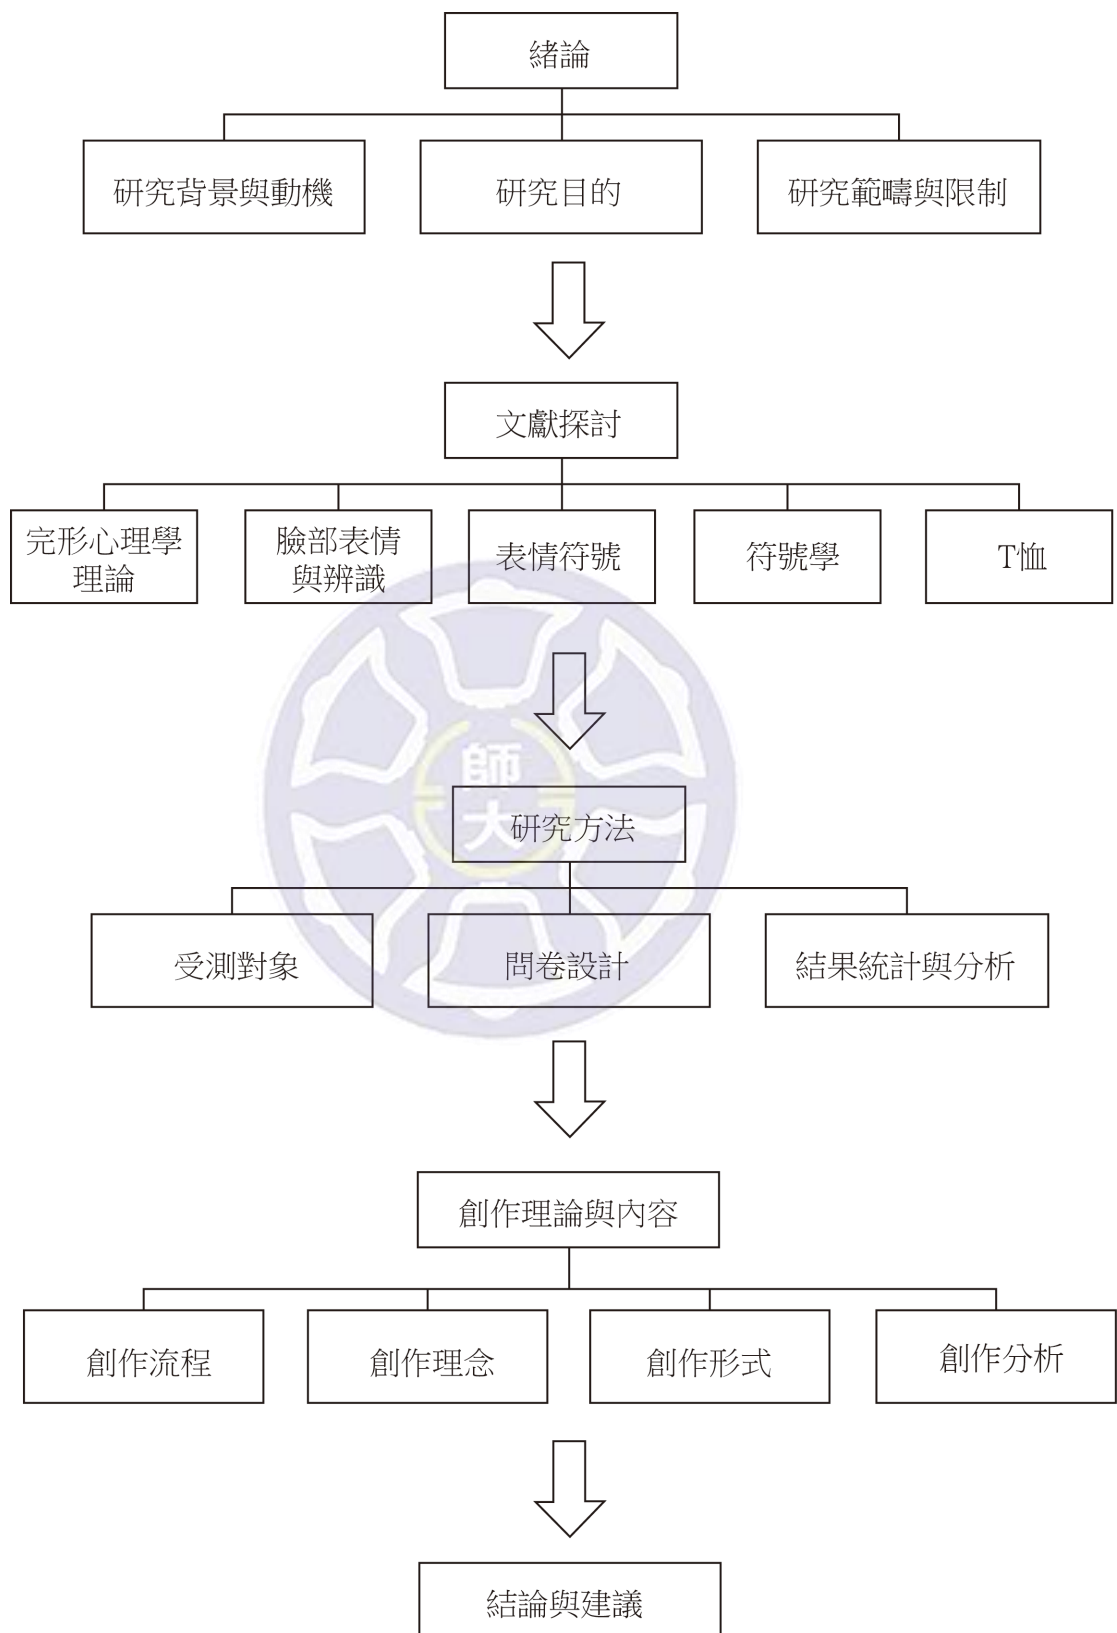 緒論
研究背景與動機
研究目的
研究範疇與限制
文獻探討
完形心理學
理論
臉部表情
與辨識
表情符號
符號學
T恤
師大
研究方法
受測對象
問卷設計
結果統計與分析
創作理論與內容
創作流程
創作理念
創作形式
創作分析
結論與建議